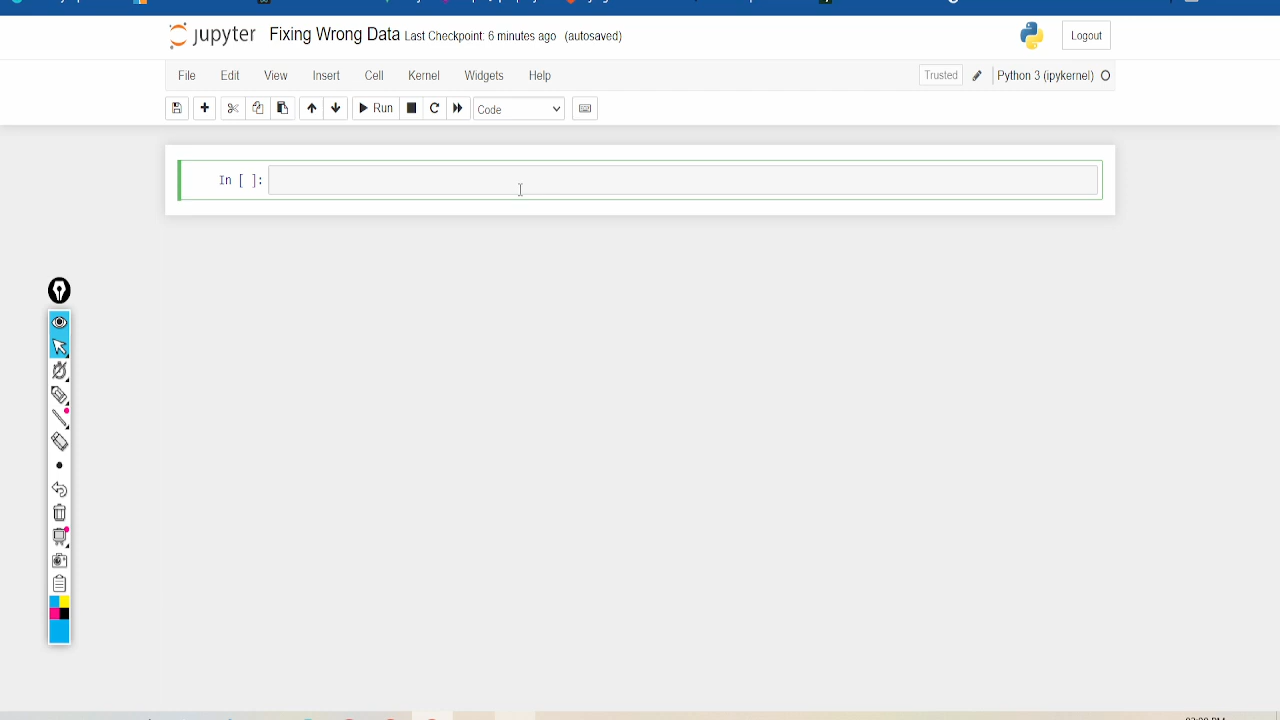 jupyter Fixing Wrong Data Last Checkpoint: 6 minutes ago (autosaved) Logout
File Edit View Insert Cell Kernel Widgets Help Trusted Python 3 (ipykernel)
Run Code
In [ ]: